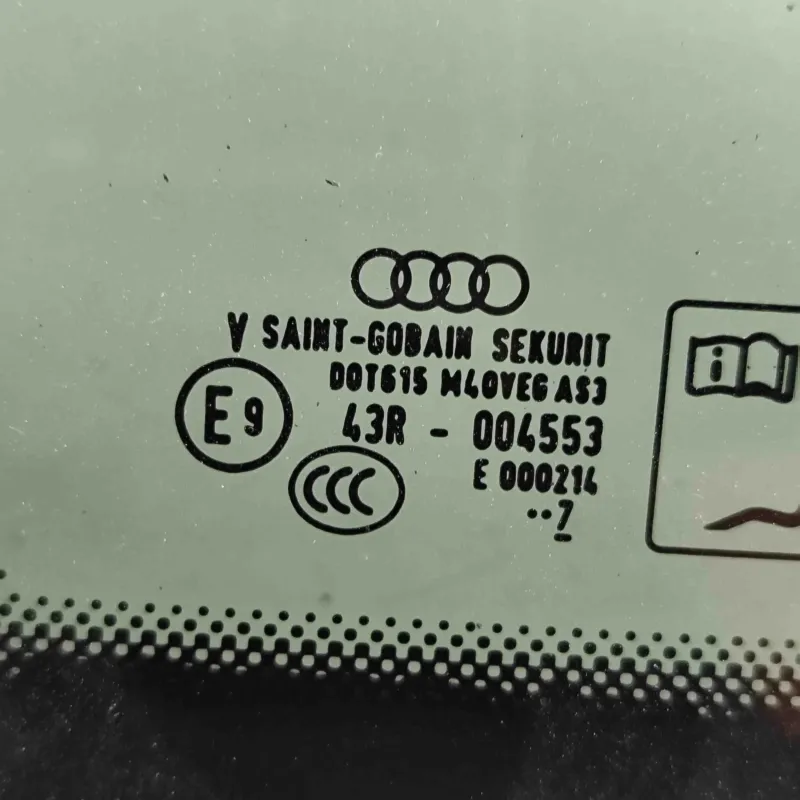 V SAINT-GOBAIN SEKURIT
DOT615 M40VEG AS3
E9 43R - 004553
CCC
E 000214
..7
i